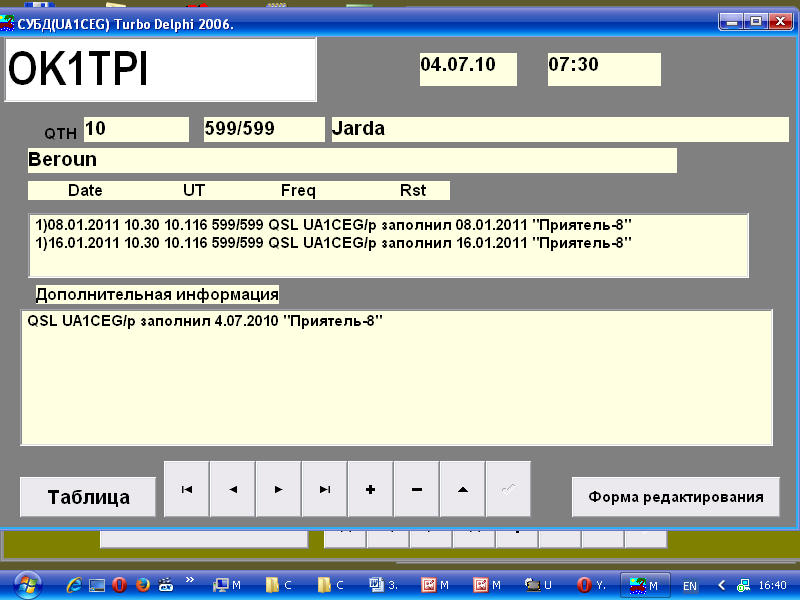 СУБД(UA1CEG) Turbo Delphi 2006.
OK1TPI
04.07.10
07:30
QTH 10
599/599
Jarda
Beroun
Date UT Freq Rst
1)08.01.2011 10.30 10.116 599/599 QSL UA1CEG/p заполнил 08.01.2011 "Приятель-8"
1)16.01.2011 10.30 10.116 599/599 QSL UA1CEG/p заполнил 16.01.2011 "Приятель-8"
Дополнительная информация
QSL UA1CEG/p заполнил 4.07.2010 "Приятель-8"
Таблица
Форма редактирования
M C C 3. M M U Y. M EN 16:40